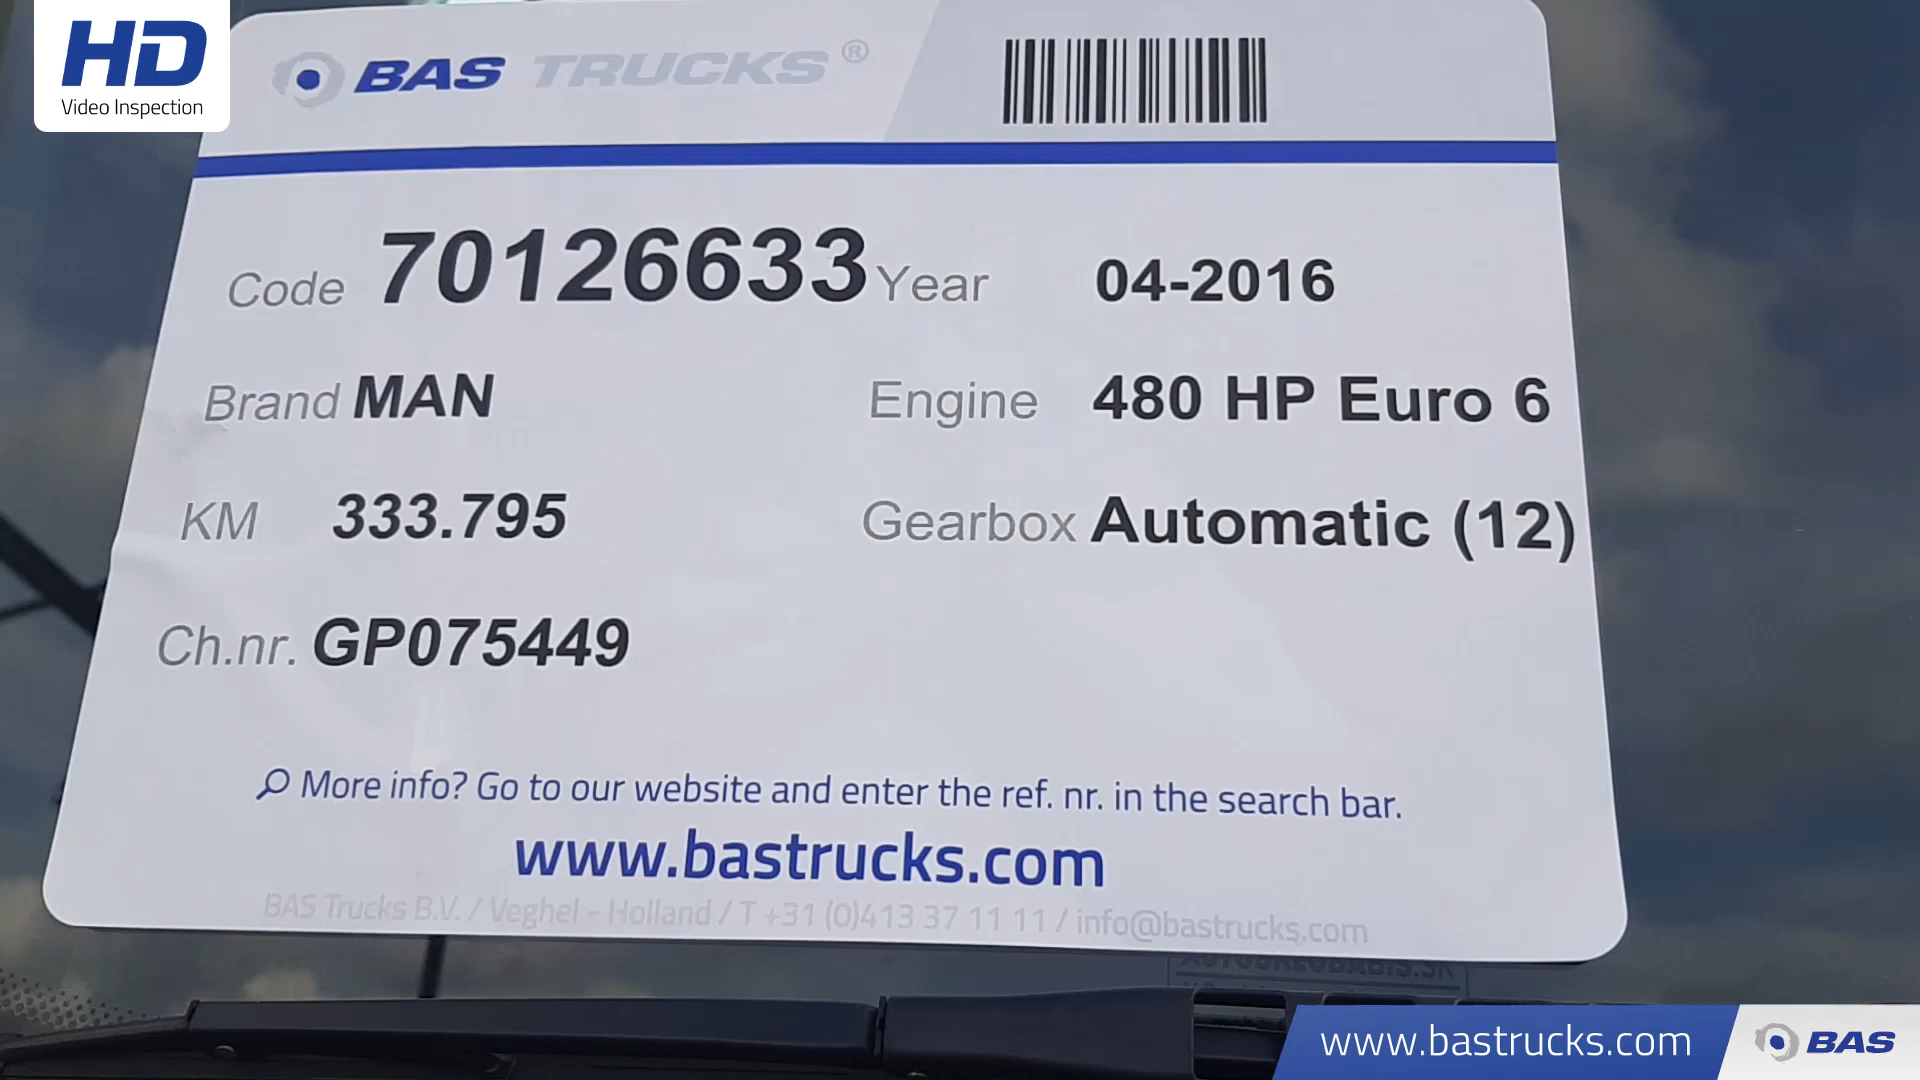 HD
Video Inspection
BAS TRUCKS®
Code 70126633 Year 04-2016
Brand MAN Engine 480 HP Euro 6
KM 333.795 Gearbox Automatic (12)
Ch.nr. GP075449
More info? Go to our website and enter the ref. nr. in the search bar.
www.bastrucks.com
BAS Trucks B.V. / Veghel - Holland / T +31 (0)413 37 11 11 / info@bastrucks.com
www.bastrucks.com BAS